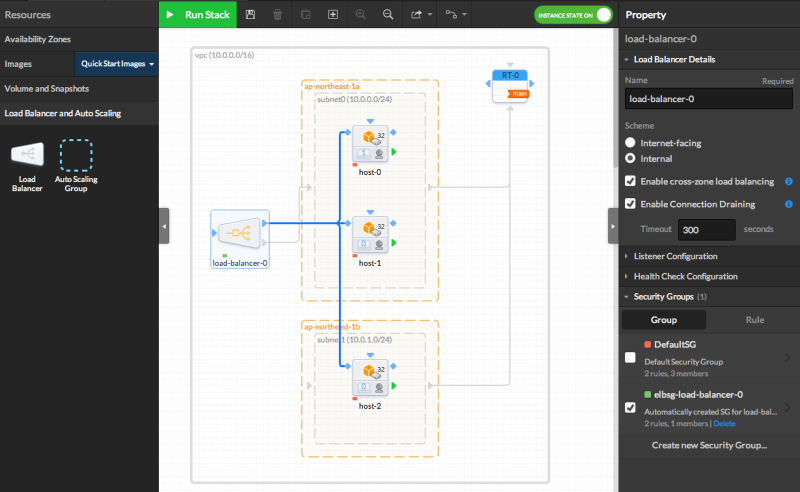 Resources
Availability Zones
Images
Quick Start Images
Volume and Snapshots
Load Balancer and Auto Scaling
Load Balancer
Auto Scaling Group
Run Stack
INSTANCE STATE ON
vpc (10.0.0.0/16)
ap-northeast-1a
subnet0 (10.0.0.0/24)
32
host-0
32
host-1
load-balancer-0
RT-0
main
ap-northeast-1b
subnet1 (10.0.1.0/24)
32
host-2
Property
load-balancer-0
Load Balancer Details
Name
Required
load-balancer-0
Scheme
Internet-facing
Internal
Enable cross-zone load balancing
Enable Connection Draining
Timeout 300 seconds
Listener Configuration
Health Check Configuration
Security Groups (1)
Group
Rule
DefaultSG
Default Security Group
2 rules, 3 members
elbsg-load-balancer-0
Automatically created SG for load-bal...
2 rules, 1 members | Delete
Create new Security Group...